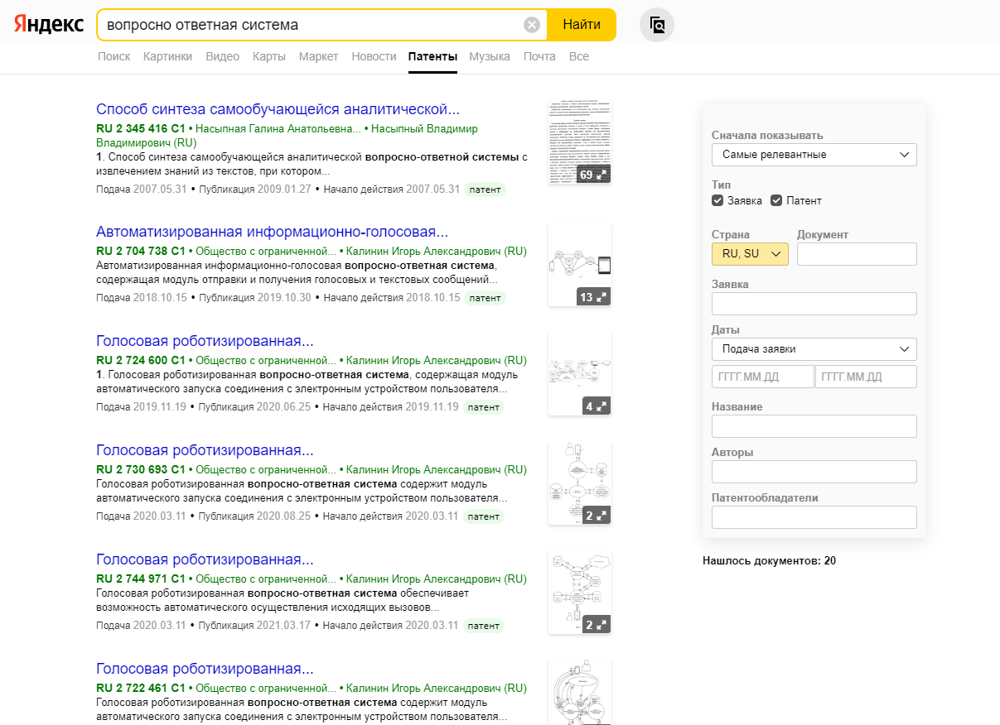 Яндекс
вопросно ответная система
Найти
Поиск Картинки Видео Карты Маркет Новости Патенты Музыка Почта Все
Способ синтеза самообучающейся аналитической...
RU 2 345 416 C1 • Насыпная Галина Анатольевна... • Насыпный Владимир
Владимирович (RU)
1. Способ синтеза самообучающейся аналитической вопросно-ответной системы с
извлечением знаний из текстов, при котором...
Подача 2007.05.31 • Публикация 2009.01.27 • Начало действия 2007.05.31 патент
69
Автоматизированная информационно-голосовая...
RU 2 704 738 C1 • Общество с ограниченной... • Калинин Игорь Александрович (RU)
Автоматизированная информационно-голосовая вопросно-ответная система,
содержащая модуль отправки и получения голосовых и текстовых сообщений...
Подача 2018.10.15 • Публикация 2019.10.30 • Начало действия 2018.10.15 патент
13
Голосовая роботизированная...
RU 2 724 600 C1 • Общество с ограниченной... • Калинин Игорь Александрович (RU)
1. Голосовая роботизированная вопросно-ответная система, содержащая модуль
автоматического запуска соединения с электронным устройством пользователя...
Подача 2019.11.19 • Публикация 2020.06.25 • Начало действия 2019.11.19 патент
4
Голосовая роботизированная...
RU 2 730 693 C1 • Общество с ограниченной... • Калинин Игорь Александрович (RU)
Голосовая роботизированная вопросно-ответная система содержит модуль
автоматического запуска соединения с электронным устройством пользователя...
Подача 2020.03.11 • Публикация 2020.08.25 • Начало действия 2020.03.11 патент
2
Голосовая роботизированная...
RU 2 744 971 C1 • Общество с ограниченной... • Калинин Игорь Александрович (RU)
Голосовая роботизированная вопросно-ответная система обеспечивает
возможность автоматического осуществления исходящих вызовов...
Подача 2020.03.11 • Публикация 2021.03.17 • Начало действия 2020.03.11 патент
2
Голосовая роботизированная...
RU 2 722 461 C1 • Общество с ограниченной... • Калинин Игорь Александрович (RU)
Голосовая роботизированная вопросно-ответная система содержит модуль
автоматического запуска соединения с электронным устройством пользователя...
Сначала показывать
Самые релевантные
Тип
Заявка Патент
Страна Документ
RU, SU
Заявка
Даты
Подача заявки
ГГГГ.ММ.ДД ГГГГ.ММ.ДД
Название
Авторы
Патентообладатели
Нашлось документов: 20